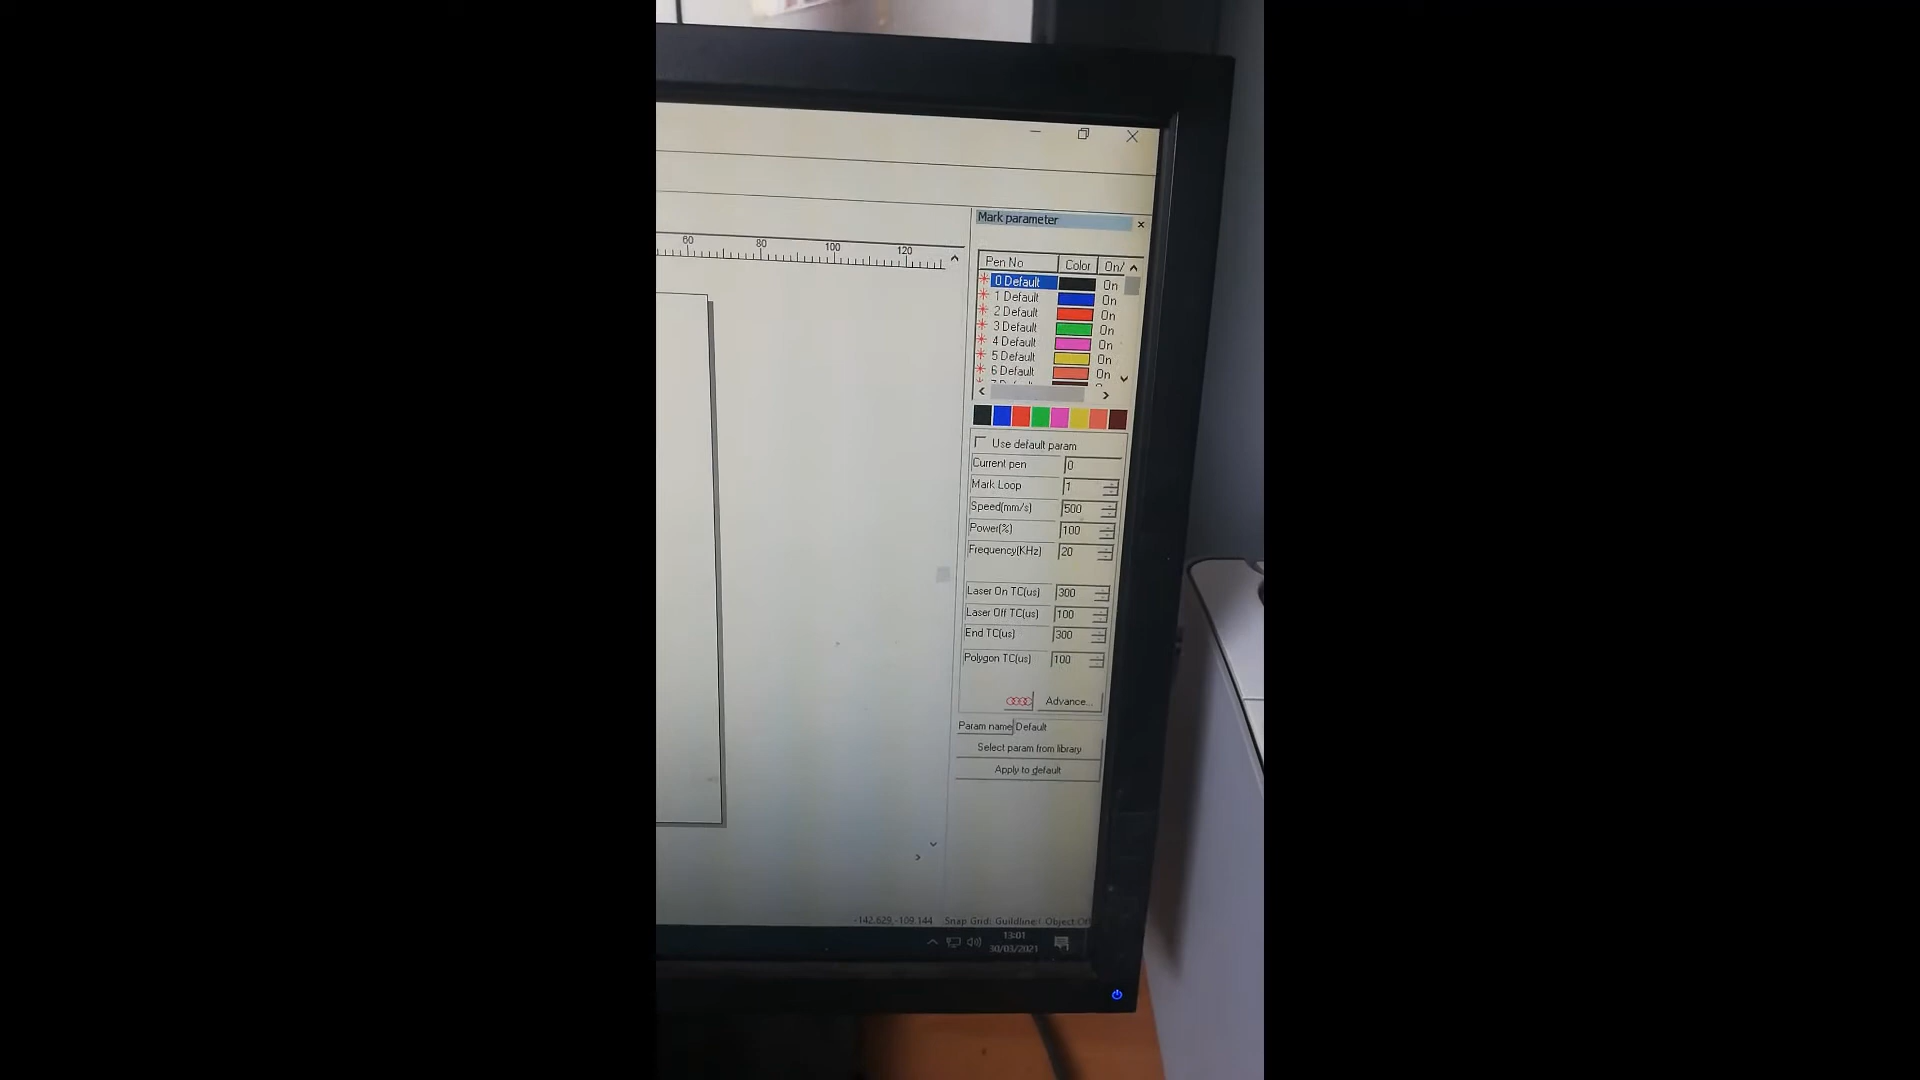 Mark parameter
60 80 100 120
Pen No Color On/
0 Default On
1 Default On
2 Default On
3 Default On
4 Default On
5 Default On
6 Default On
Use default param
Current pen 0
Mark Loop 1
Speed(mm/s) 500
Power(%) 100
Frequency(KHz) 20
Laser On TC(us) 300
Laser Off TC(us) 100
End TC(us) 300
Polygon TC(us) 100
Advance...
Param name Default
Select param from library
Apply to default
-142.629,-109.144 Snap Grid: Guildline: Object:Off
13:01
30/03/2021